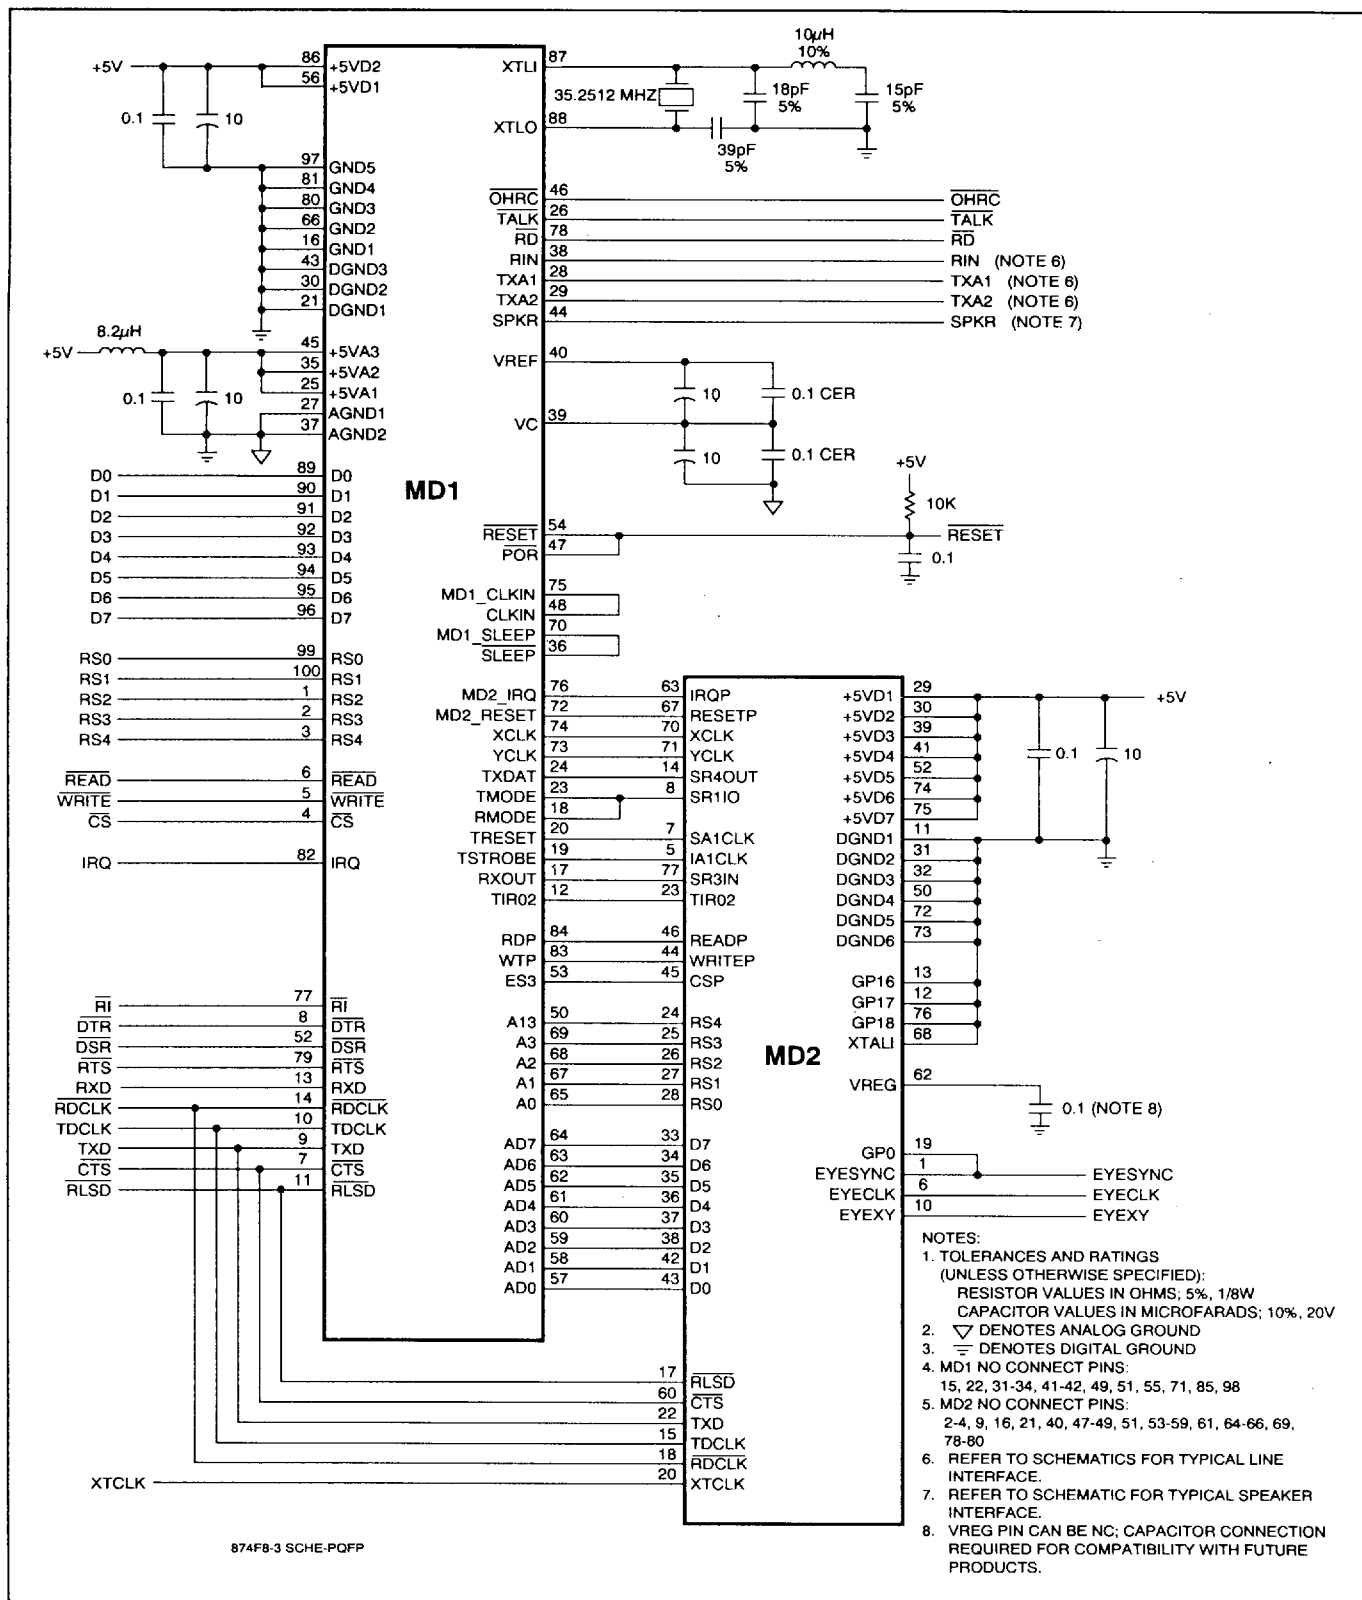 +5V
86
+5VD2
56
+5VD1
0.1
10
97
GND5
81
GND4
80
GND3
66
GND2
16
GND1
43
DGND3
30
DGND2
21
DGND1
8.2µH
+5V
45
+5VA3
35
+5VA2
25
+5VA1
27
AGND1
37
AGND2
0.1
10
D0 89 D0
D1 90 D1
D2 91 D2
D3 92 D3
D4 93 D4
D5 94 D5
D6 95 D6
D7 96 D7
RS0 99 RS0
RS1 100 RS1
RS2 1 RS2
RS3 2 RS3
RS4 3 RS4
READ 6 READ
WRITE 5 WRITE
CS 4 CS
IRQ 82 IRQ
RI 77 RI
DTR 8 DTR
DSR 52 DSR
RTS 79 RTS
RXD 13 RXD
RDCLK 14 RDCLK
TDCLK 10 TDCLK
TXD 9 TXD
CTS 7 CTS
RLSD 11 RLSD
MD1
XTLI 87
35.2512 MHZ
XTLO 88
10µH
10%
18pF
5%
15pF
5%
39pF
5%
OHRC 46 OHRC
TALK 26 TALK
RD 78 RD
RIN 38 RIN (NOTE 6)
TXA1 28 TXA1 (NOTE 6)
TXA2 29 TXA2 (NOTE 6)
SPKR 44 SPKR (NOTE 7)
VREF 40
10
0.1 CER
VC 39
10
0.1 CER
+5V
10K
RESET 54 RESET
POR 47
0.1
MD1_CLKIN 75
CLKIN 48
MD1_SLEEP 70
SLEEP 36
MD2_IRQ 76 63 IRQP
MD2_RESET 72 67 RESETP
XCLK 74 70 XCLK
YCLK 73 71 YCLK
TXDAT 24 14 SR4OUT
TMODE 23 8 SR1IO
RMODE 18
TRESET 20 7 SA1CLK
TSTROBE 19 5 IA1CLK
RXOUT 17 77 SR3IN
TIR02 12 23 TIR02
RDP 84 46 READP
WTP 83 44 WRITEP
ES3 53 45 CSP
A13 50 24 RS4
A3 69 25 RS3
A2 68 26 RS2
A1 67 27 RS1
A0 65 28 RS0
AD7 64 33 D7
AD6 63 34 D6
AD5 62 35 D5
AD4 61 36 D4
AD3 60 37 D3
AD2 59 38 D2
AD1 58 42 D1
AD0 57 43 D0
17 RLSD
60 CTS
22 TXD
15 TDCLK
18 RDCLK
XTCLK 20 XTCLK
MD2
+5VD1 29 +5V
+5VD2 30
+5VD3 39
+5VD4 41
+5VD5 52
+5VD6 74
+5VD7 75
0.1
10
DGND1 11
DGND2 31
DGND3 32
DGND4 50
DGND5 72
DGND6 73
GP16 13
GP17 12
GP18 76
XTALI 68
VREG 62
0.1 (NOTE 8)
GP0 19
EYESYNC 1 EYESYNC
EYECLK 6 EYECLK
EYEXY 10 EYEXY
NOTES:
1. TOLERANCES AND RATINGS
(UNLESS OTHERWISE SPECIFIED):
RESISTOR VALUES IN OHMS; 5%, 1/8W
CAPACITOR VALUES IN MICROFARADS; 10%, 20V
2. DENOTES ANALOG GROUND
3. DENOTES DIGITAL GROUND
4. MD1 NO CONNECT PINS:
15, 22, 31-34, 41-42, 49, 51, 55, 71, 85, 98
5. MD2 NO CONNECT PINS:
2-4, 9, 16, 21, 40, 47-49, 51, 53-59, 61, 64-66, 69,
78-80
6. REFER TO SCHEMATICS FOR TYPICAL LINE
INTERFACE.
7. REFER TO SCHEMATIC FOR TYPICAL SPEAKER
INTERFACE.
8. VREG PIN CAN BE NC; CAPACITOR CONNECTION
REQUIRED FOR COMPATIBILITY WITH FUTURE
PRODUCTS.
874F8-3 SCHE-PQFP